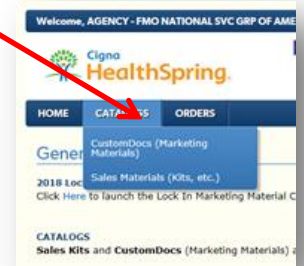 Welcome, AGENCY - FMO NATIONAL SVC GRP OF AME
Cigna
HealthSpring.
HOME CATALOGS ORDERS
CustomDocs (Marketing
Materials)
Gener
Sales Materials (Kits, etc.)
2018 Loc
Click Here to launch the Lock In Marketing Material C
CATALOGS
Sales Kits and CustomDocs (Marketing Materials) a